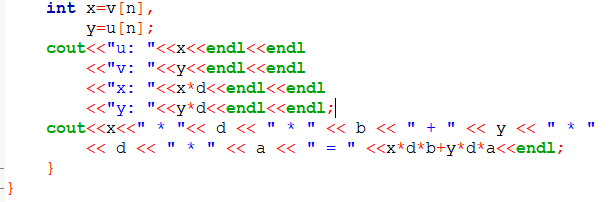 int x=v[n],
y=u[n];
cout<<"u: "<<x<<endl<<endl
<<"v: "<<y<<endl<<endl
<<"x: "<<x*d<<endl<<endl
<<"y: "<<y*d<<endl<<endl;
cout<<x<<" * "<< d << " * " << b << " + " << y << " * "
<< d << " * " << a << " = " <<x*d*b+y*d*a<<endl;
}
}